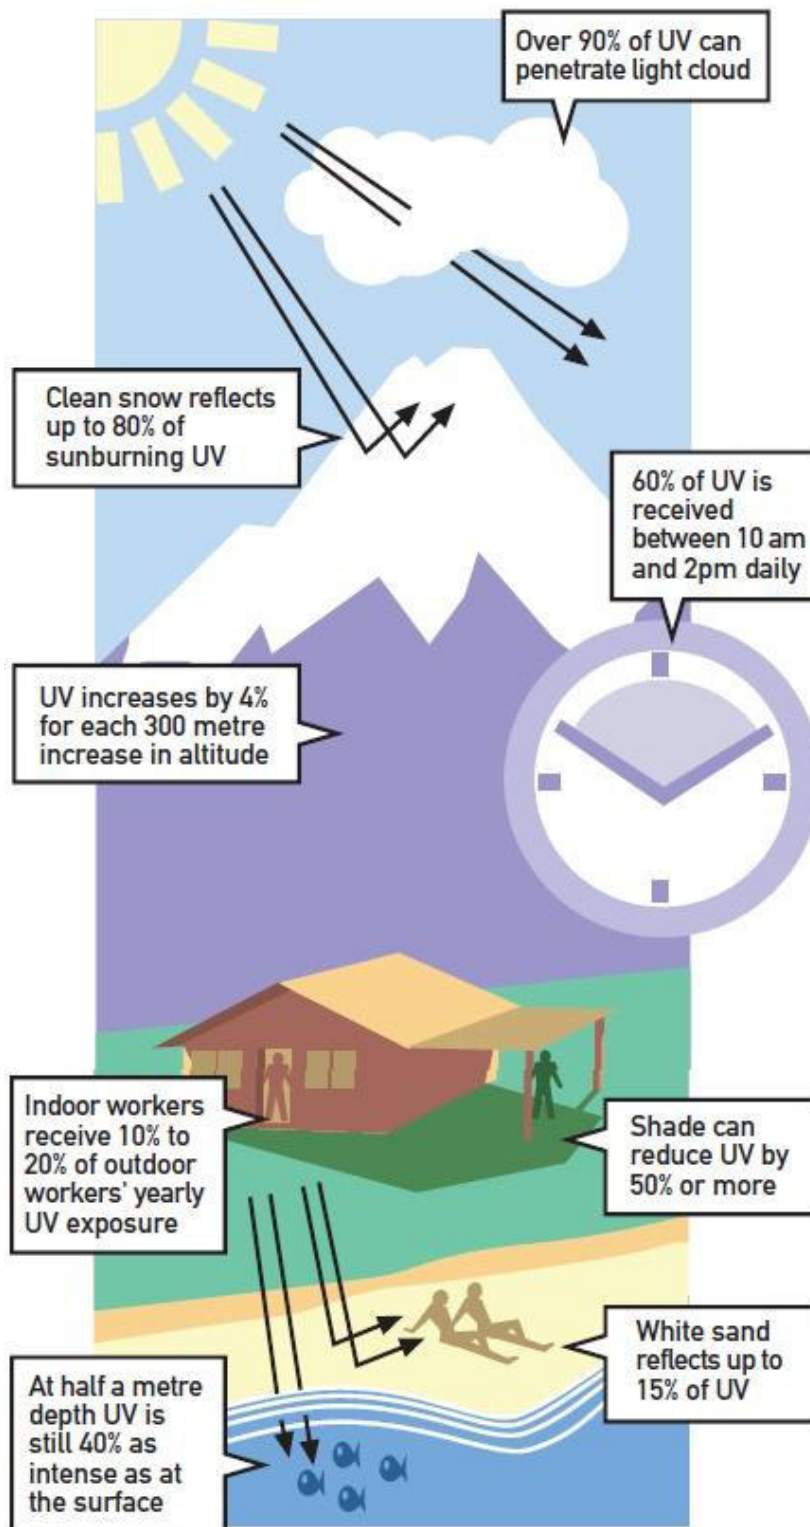 Over 90% of UV can
penetrate light cloud
Clean snow reflects
up to 80% of
sunburning UV
60% of UV is
received
between 10 am
and 2pm daily
UV increases by 4%
for each 300 metre
increase in altitude
Indoor workers
receive 10% to
20% of outdoor
workers' yearly
UV exposure
Shade can
reduce UV by
50% or more
White sand
reflects up to
15% of UV
At half a metre
depth UV is
still 40% as
intense as at
the surface